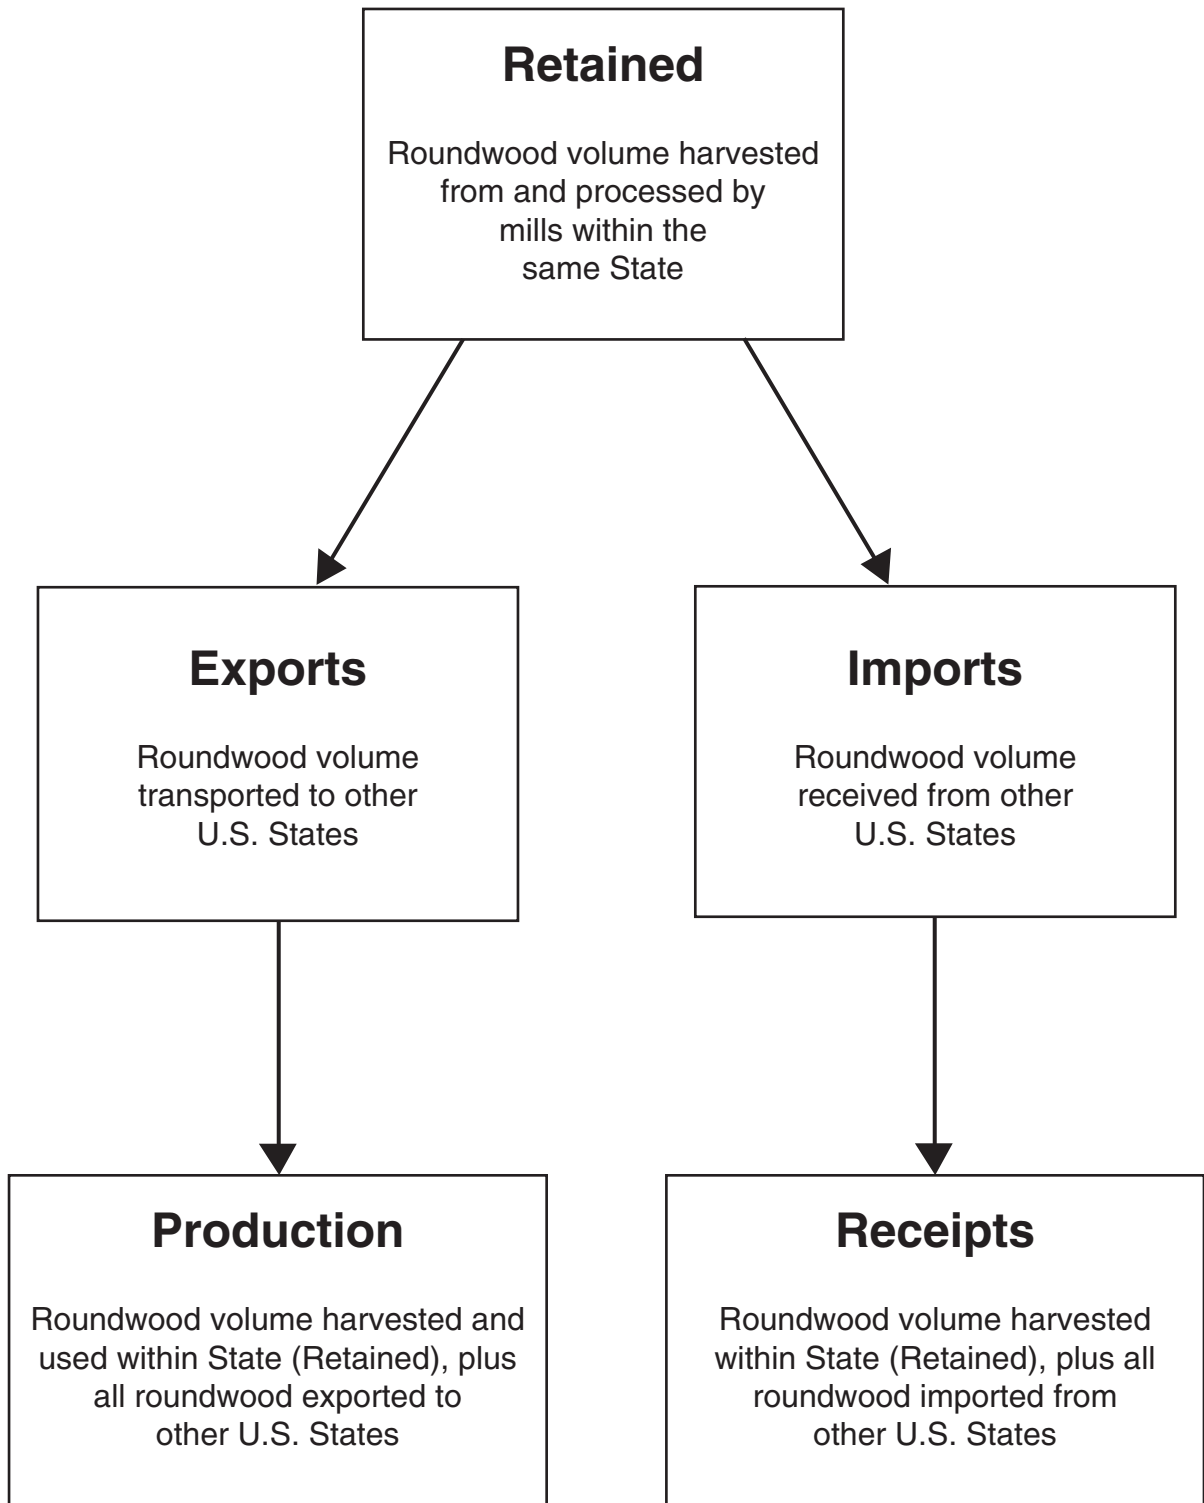 Retained
Roundwood volume harvested
from and processed by
mills within the
same State
Exports
Roundwood volume
transported to other
U.S. States
Imports
Roundwood volume
received from other
U.S. States
Production
Roundwood volume harvested and
used within State (Retained), plus
all roundwood exported to
other U.S. States
Receipts
Roundwood volume harvested
within State (Retained), plus all
roundwood imported from
other U.S. States